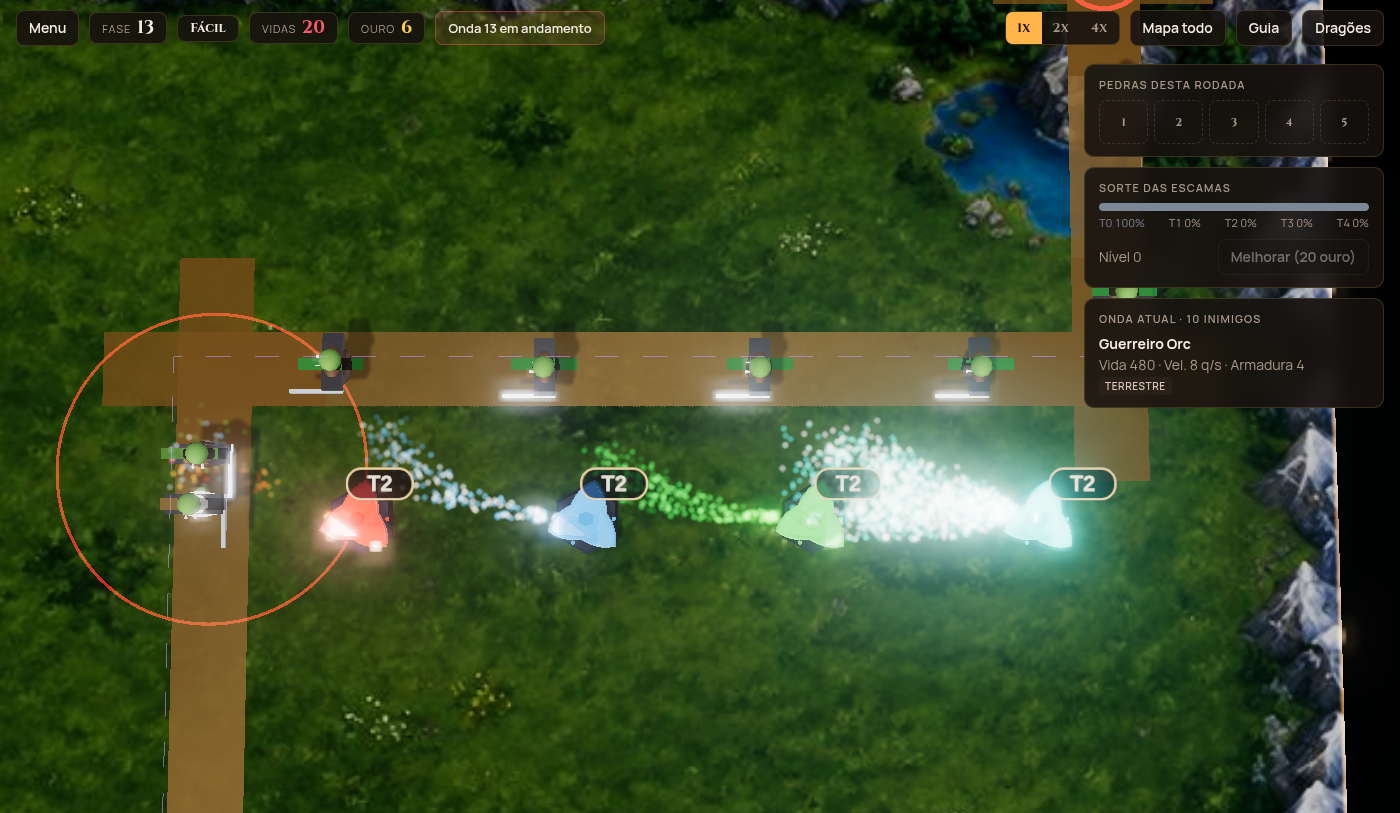 Menu
FASE 13
FÁCIL
VIDAS 20
OURO 6
Onda 13 em andamento
1X 2X 4X
Mapa todo
Guia
Dragões
PEDRAS DESTA RODADA
1 2 3 4 5
SORTE DAS ESCAMAS
T0 100% T1 0% T2 0% T3 0% T4 0%
Nível 0
Melhorar (20 ouro)
ONDA ATUAL · 10 INIMIGOS
Guerreiro Orc
Vida 480 · Vel. 8 q/s · Armadura 4
TERRESTRE
T2 T2 T2 T2